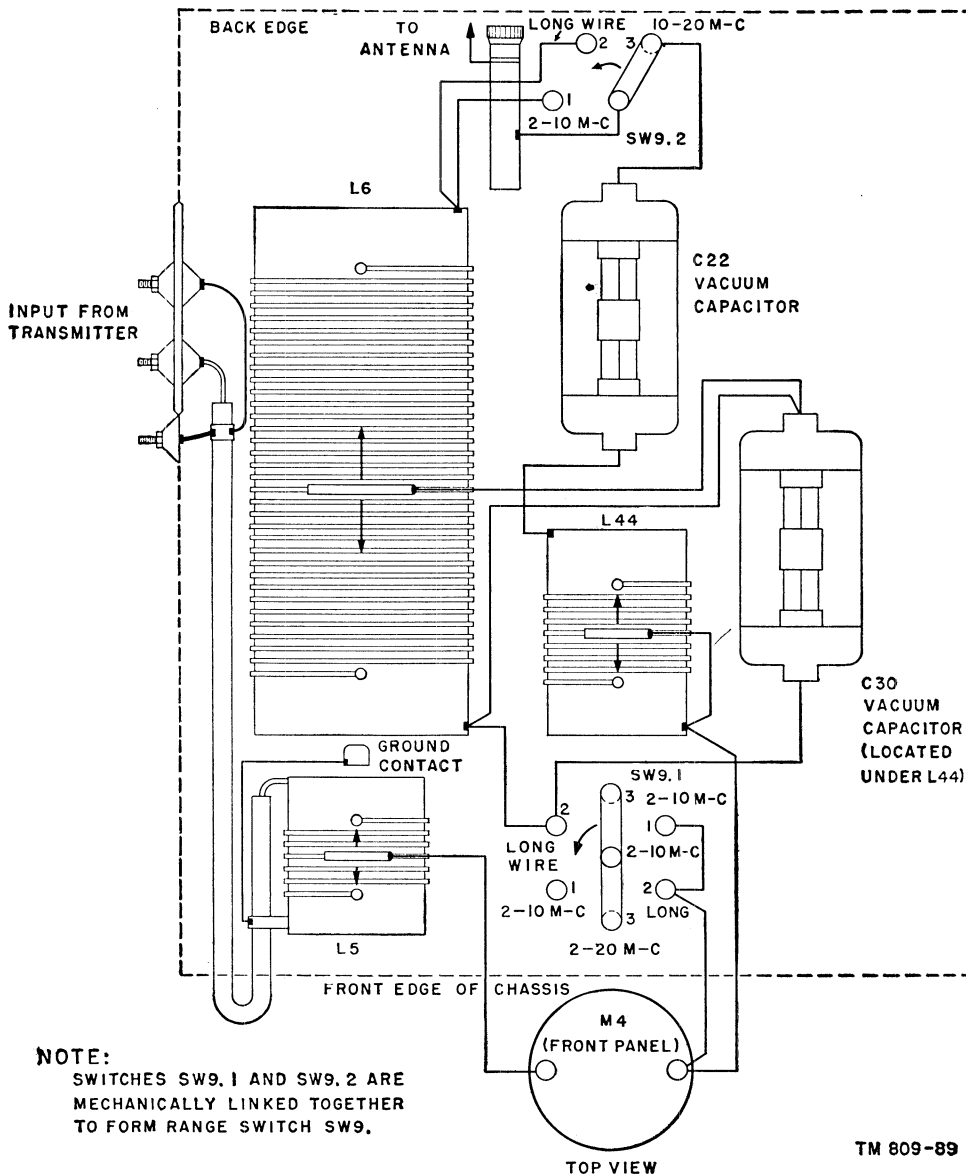 BACK EDGE
TO
ANTENNA
LONG WIRE
10-20 M-C
2
3
1
2-10 M-C
SW9.2
L6
C22
VACUUM
CAPACITOR
INPUT FROM
TRANSMITTER
L44
C30
VACUUM
CAPACITOR
(LOCATED
UNDER L44)
GROUND
CONTACT
SW9.1
3
2-10 M-C
2
1
LONG
WIRE
2-10 M-C
1
2
2-10 M-C
LONG
3
L5
2-20 M-C
FRONT EDGE OF CHASSIS
M4
(FRONT PANEL)
NOTE:
SWITCHES SW9.1 AND SW9.2 ARE
MECHANICALLY LINKED TOGETHER
TO FORM RANGE SWITCH SW9.
TOP VIEW
TM 809-89